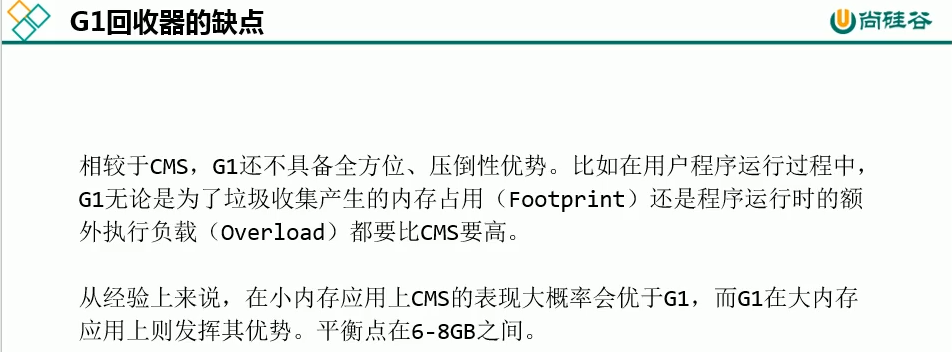 G1回收器的缺点
尚硅谷
相较于CMS，G1还不具备全方位、压倒性优势。比如在用户程序运行过程中，
G1无论是为了垃圾收集产生的内存占用（Footprint）还是程序运行时的额
外执行负载（Overload）都要比CMS要高。
从经验上来说，在小内存应用上CMS的表现大概率会优于G1，而G1在大内存
应用上则发挥其优势。平衡点在6-8GB之间。